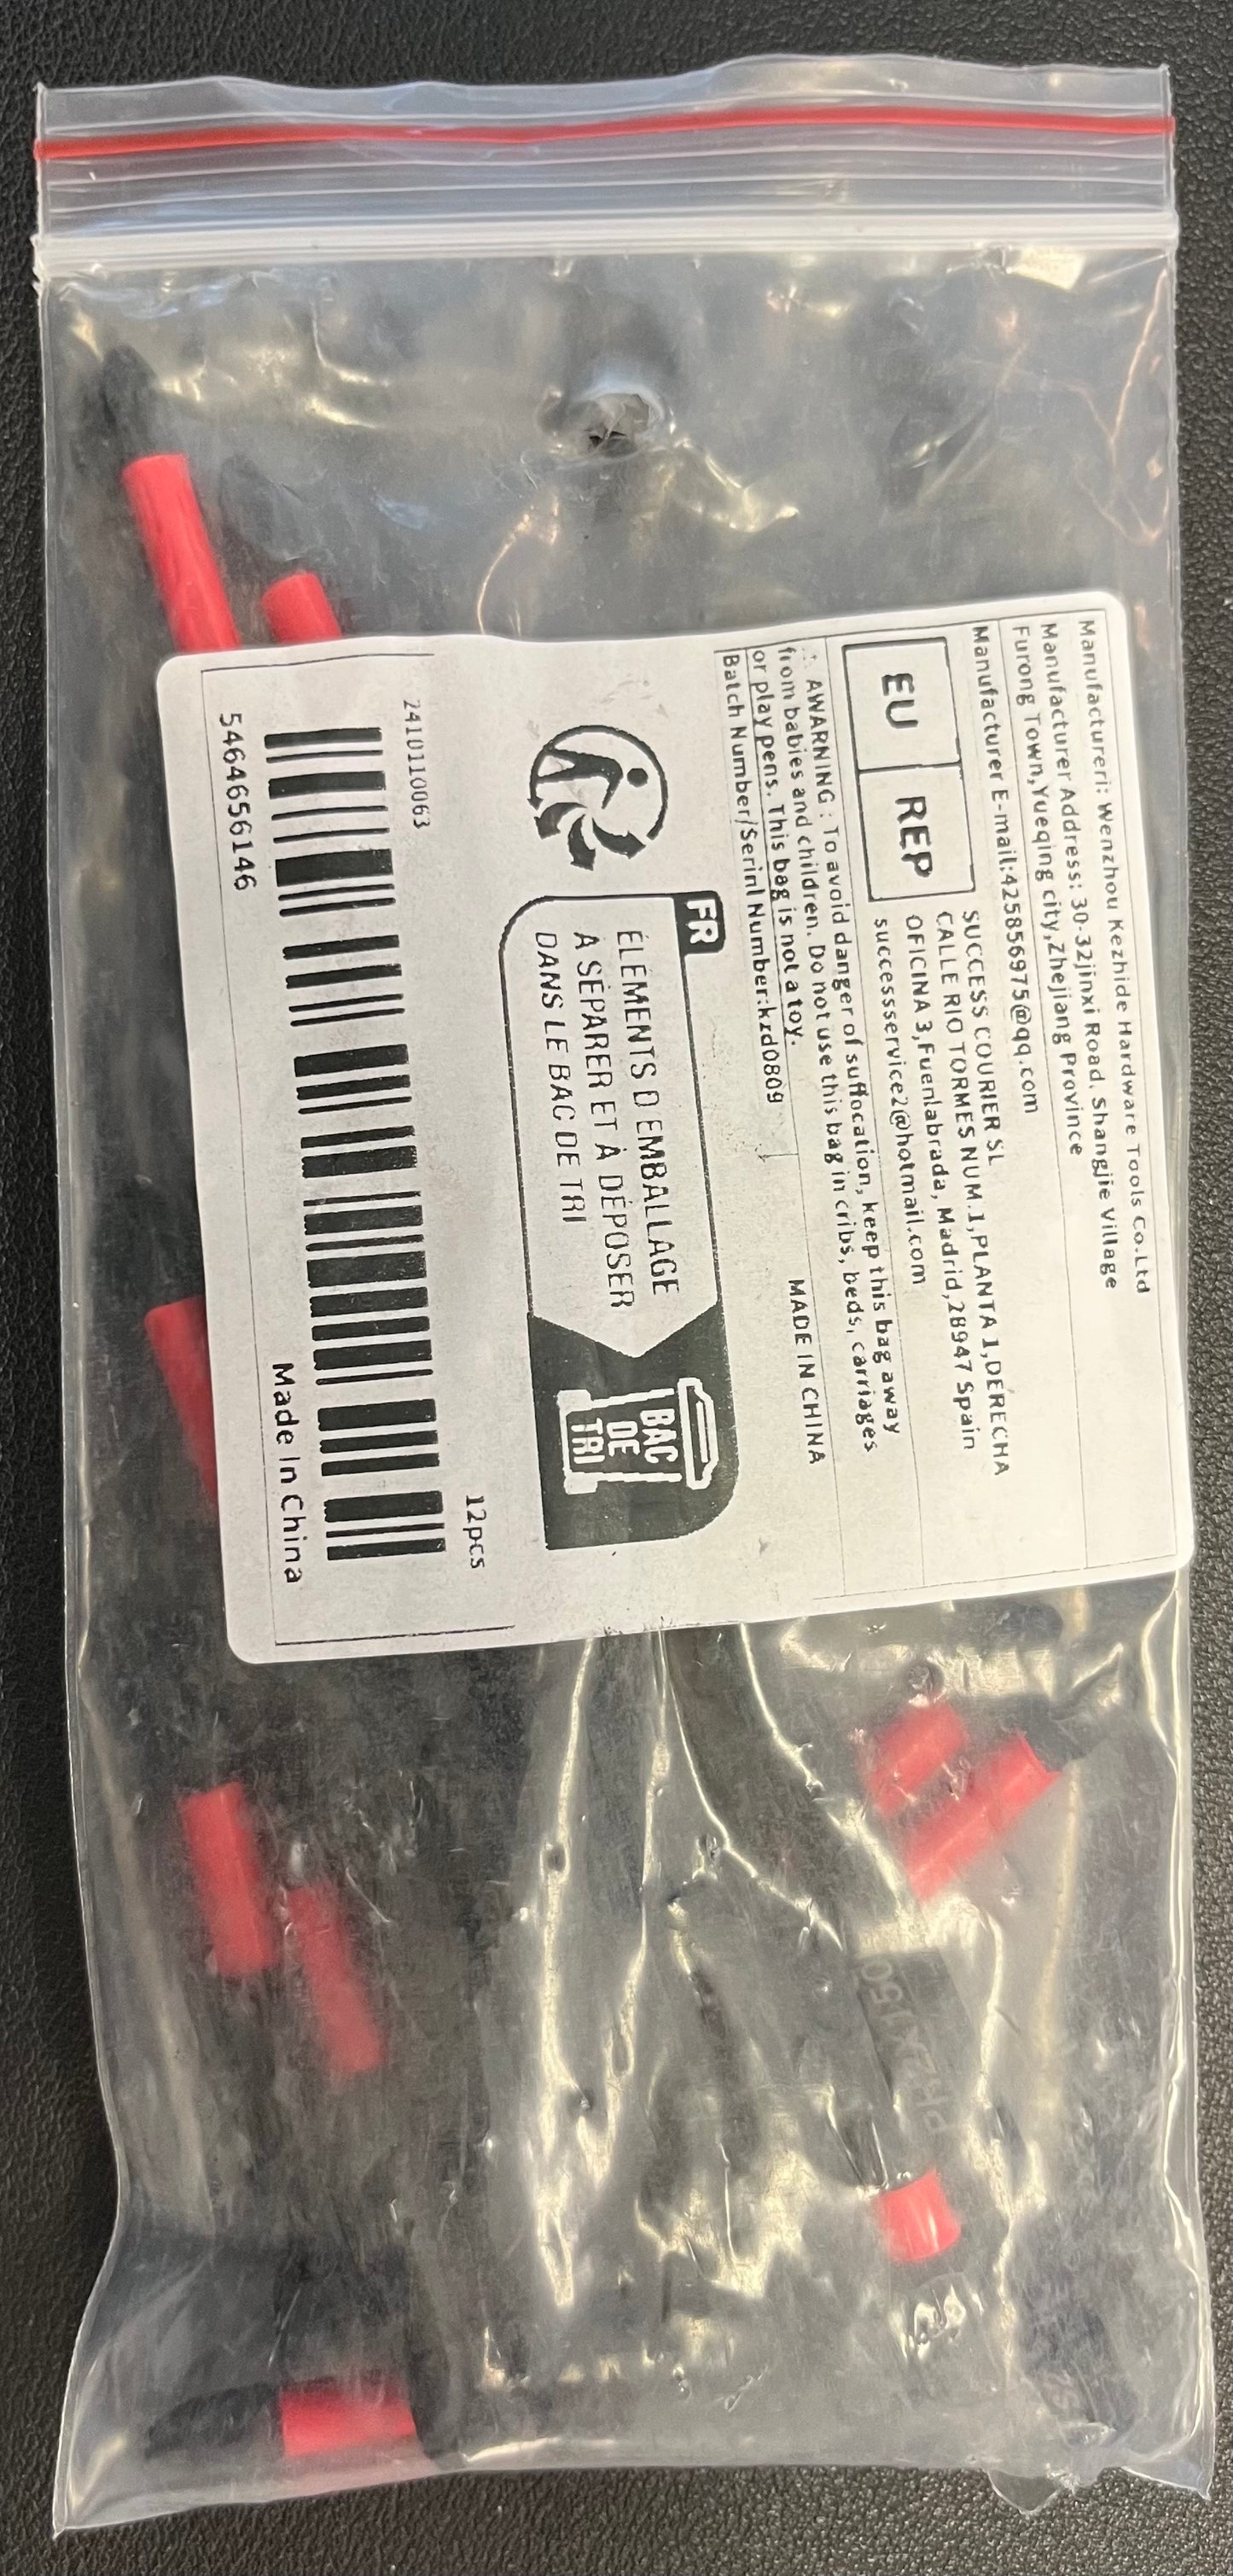 Manufactureri: Wenzhou Kezhide Hardware Tools Co.Ltd
Manufacturer Address: 30-32jinxi Road. Shangjie Village
Furong Town,Yueqing city,Zhejiang Province
Manufacturer E-mail:425856975@qq.com
EU REP
SUCCESS COURIER SL
CALLE RIO TORMES NUM.1,PLANTA 1,DERECHA
OFICINA 3,Fuenlabrada, Madrid,28947 Spain
successservice2@hotmail.com
AWARNING : To avoid danger of suffocation, keep this bag away
from babies and children. Do not use this bag in cribs, beds, carriages
or play pens. This bag is not a toy.
Batch Number/Serinl Number:kzd0809
MADE IN CHINA
FR
ÉLÉMENTS D EMBALLAGE
À SÉPARER ET À DÉPOSER
DANS LE BAC DE TRI
BAC
DE
TRI
2410110063
12pcs
5464656146
Made In China
PH2X150